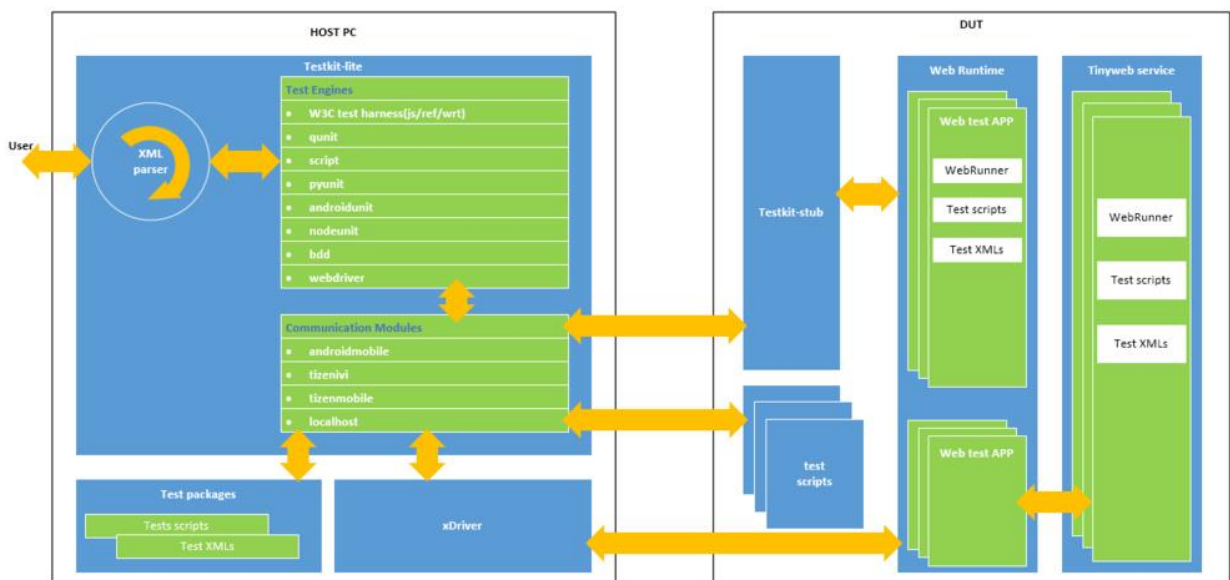 HOST PC
Testkit-lite
User
XML
parser
Test Engines
W3C test harness(js/ref/wrt)
qunit
script
pyunit
androidunit
nodeunit
bdd
webdriver
Communication Modules
androidmobile
tizenivi
tizenmobile
localhost
Test packages
Tests scripts
Test XMLs
xDriver
DUT
Testkit-stub
test
scripts
Web Runtime
Web test APP
WebRunner
Test scripts
Test XMLs
Web test APP
Tinyweb service
WebRunner
Test scripts
Test XMLs